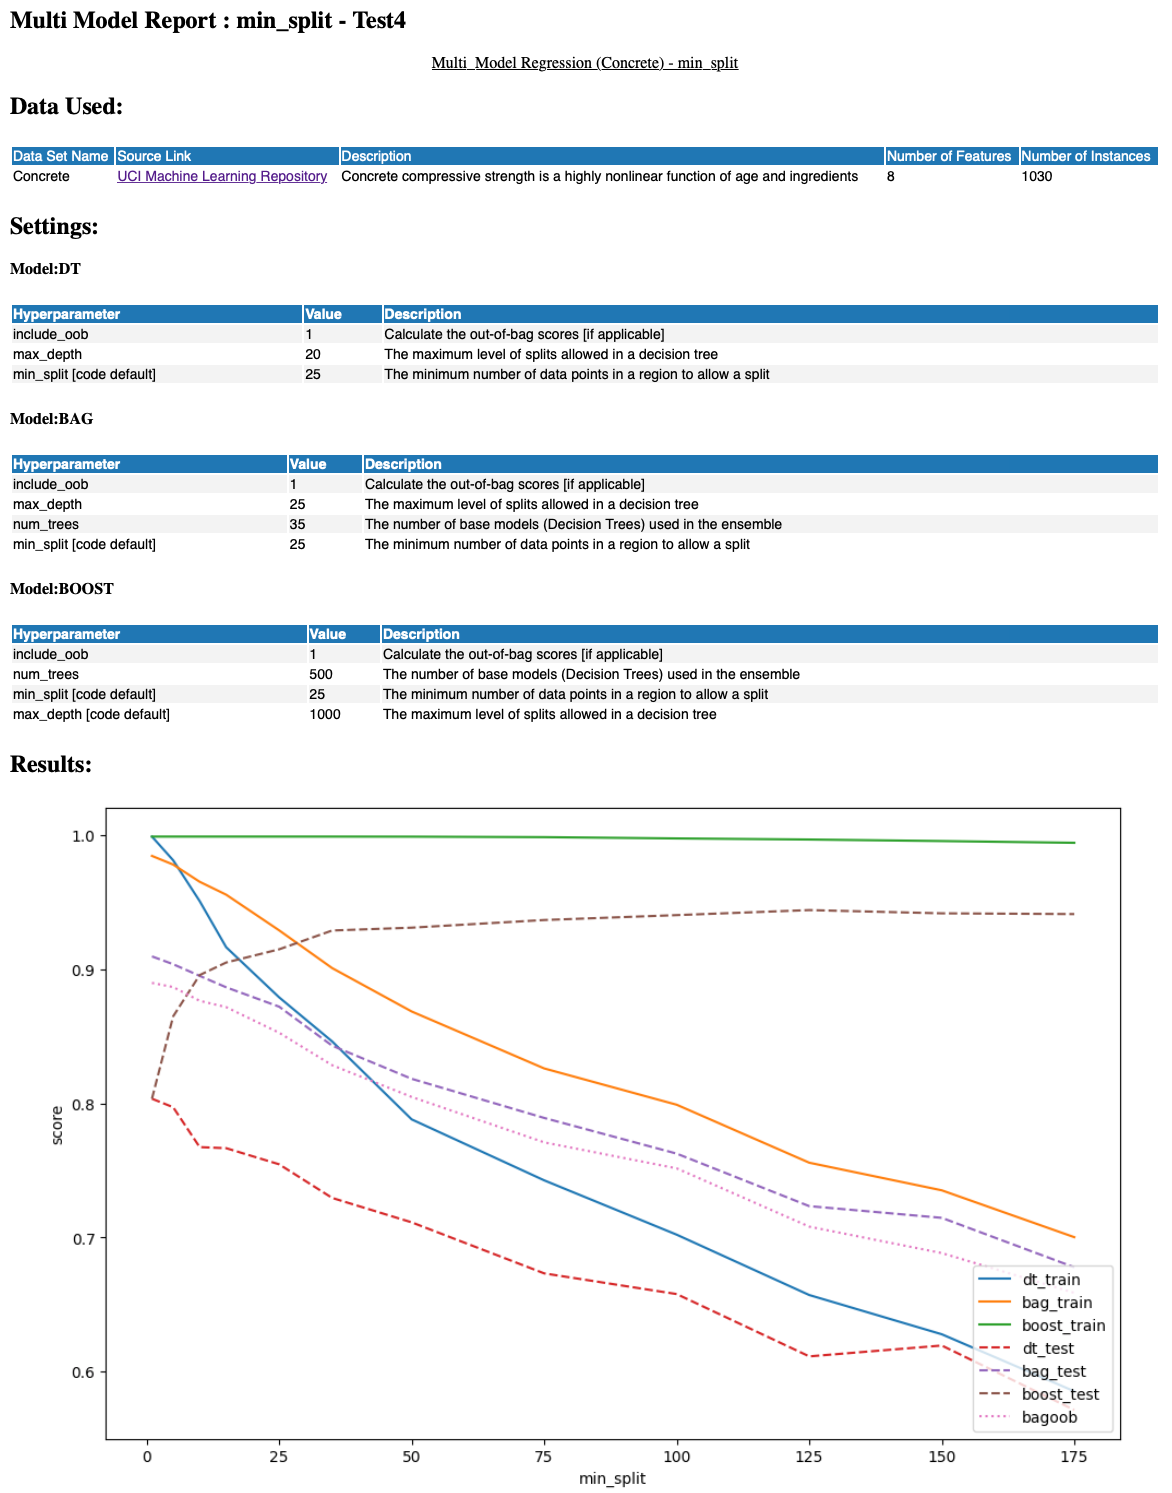 Multi Model Report : min_split - Test4
Multi_Model Regression (Concrete) - min_split
Data Used:
Data Set Name Source Link Description Number of Features Number of Instances
Concrete UCI Machine Learning Repository Concrete compressive strength is a highly nonlinear function of age and ingredients 8 1030
Settings:
Model:DT
Hyperparameter Value Description
include_oob 1 Calculate the out-of-bag scores [if applicable]
max_depth 20 The maximum level of splits allowed in a decision tree
min_split [code default] 25 The minimum number of data points in a region to allow a split
Model:BAG
Hyperparameter Value Description
include_oob 1 Calculate the out-of-bag scores [if applicable]
max_depth 25 The maximum level of splits allowed in a decision tree
num_trees 35 The number of base models (Decision Trees) used in the ensemble
min_split [code default] 25 The minimum number of data points in a region to allow a split
Model:BOOST
Hyperparameter Value Description
include_oob 1 Calculate the out-of-bag scores [if applicable]
num_trees 500 The number of base models (Decision Trees) used in the ensemble
min_split [code default] 25 The minimum number of data points in a region to allow a split
max_depth [code default] 1000 The maximum level of splits allowed in a decision tree
Results:
1.0
0.9
0.8
0.7
0.6
score
dt_train
bag_train
boost_train
dt_test
bag_test
boost_test
bagoob
0 25 50 75 100 125 150 175
min_split